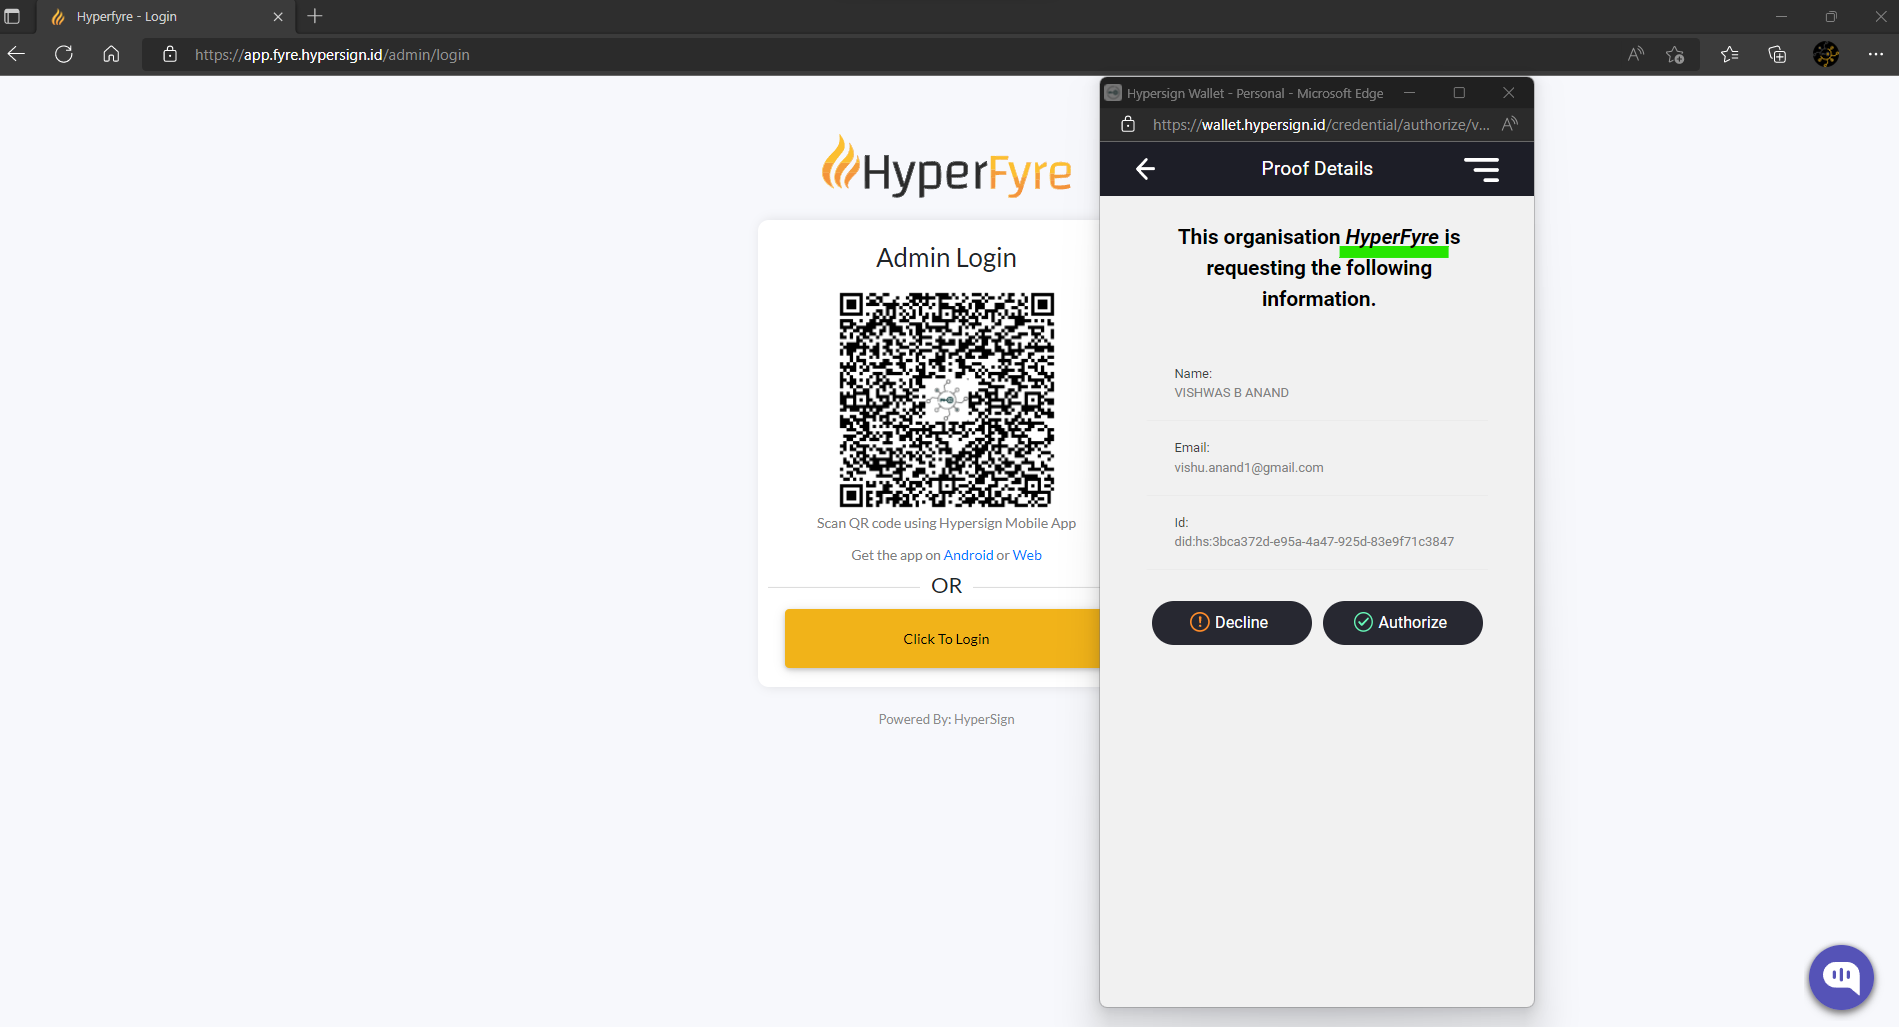 Hyperfyre - Login
https://app.fyre.hypersign.id/admin/login
HyperFyre
Admin Login
Scan QR code using Hypersign Mobile App
Get the app on Android or Web
OR
Click To Login
Powered By: HyperSign
Hypersign Wallet - Personal - Microsoft Edge
https://wallet.hypersign.id/credential/authorize/v...
Proof Details
This organisation HyperFyre is
requesting the following
information.
Name:
VISHWAS B ANAND
Email:
vishu.anand1@gmail.com
Id:
did:hs:3bca372d-e95a-4a47-925d-83e9f71c3847
Decline
Authorize